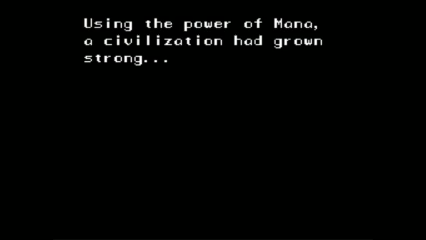 Using the power of Mana,
a civilization had grown
strong...